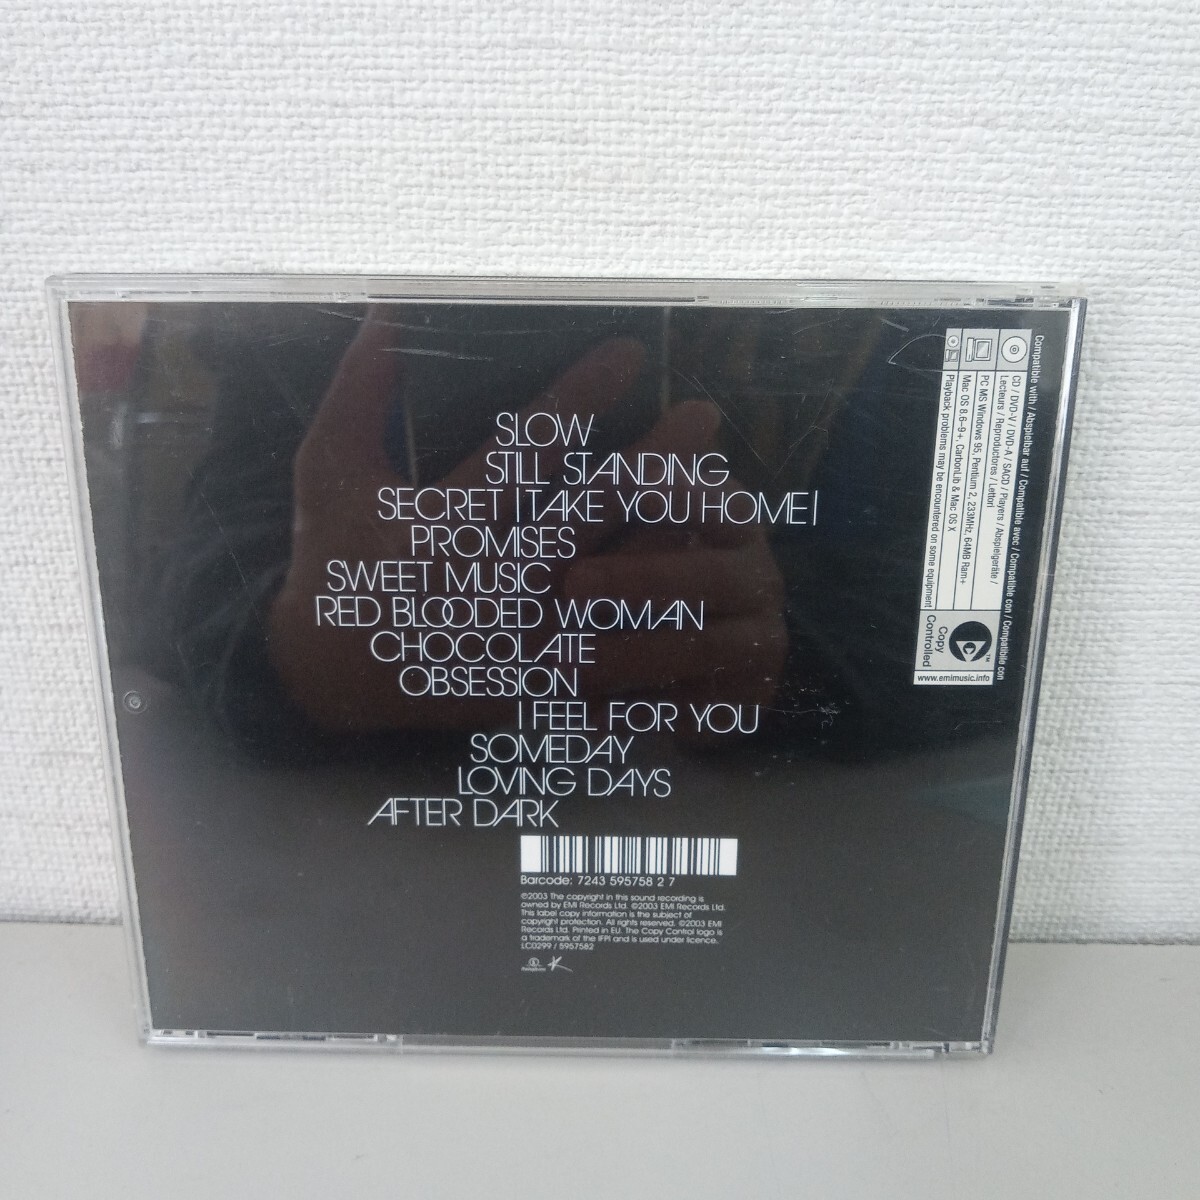 SLOW
STILL STANDING
SECRET |TAKE YOU HOME|
PROMISES
SWEET MUSIC
RED BLOODED WOMAN
CHOCOLATE
OBSESSION
I FEEL FOR YOU
SOMEDAY
LOVING DAYS
AFTER DARK
Barcode: 7243 595758 2 7
℗2003 The copyright in this sound recording is
owned by EMI Records Ltd. ©2003 EMI Records Ltd.
This label copy information is the subject of
copyright protection. All rights reserved. ©2003 EMI
Records Ltd. Printed in EU. The Copy Control logo is
a trademark of the IFPI and is used under licence.
LC0299 / 5957582
Parlophone
Compatible with / Abspielbar auf / Compatible avec / Compatible con / Compatibile con
CD / DVD-V / DVD-A / SACD / Players / Abspielgeräte /
Lecteurs / Reproductores / Lettori
PC MS Windows 95, Pentium 2, 233MHz, 64MB Ram+
Mac OS 8.6–9+, CarbonLib & Mac OS X
Playback problems may be encountered on some equipment
Copy
Controlled
™
www.emimusic.info